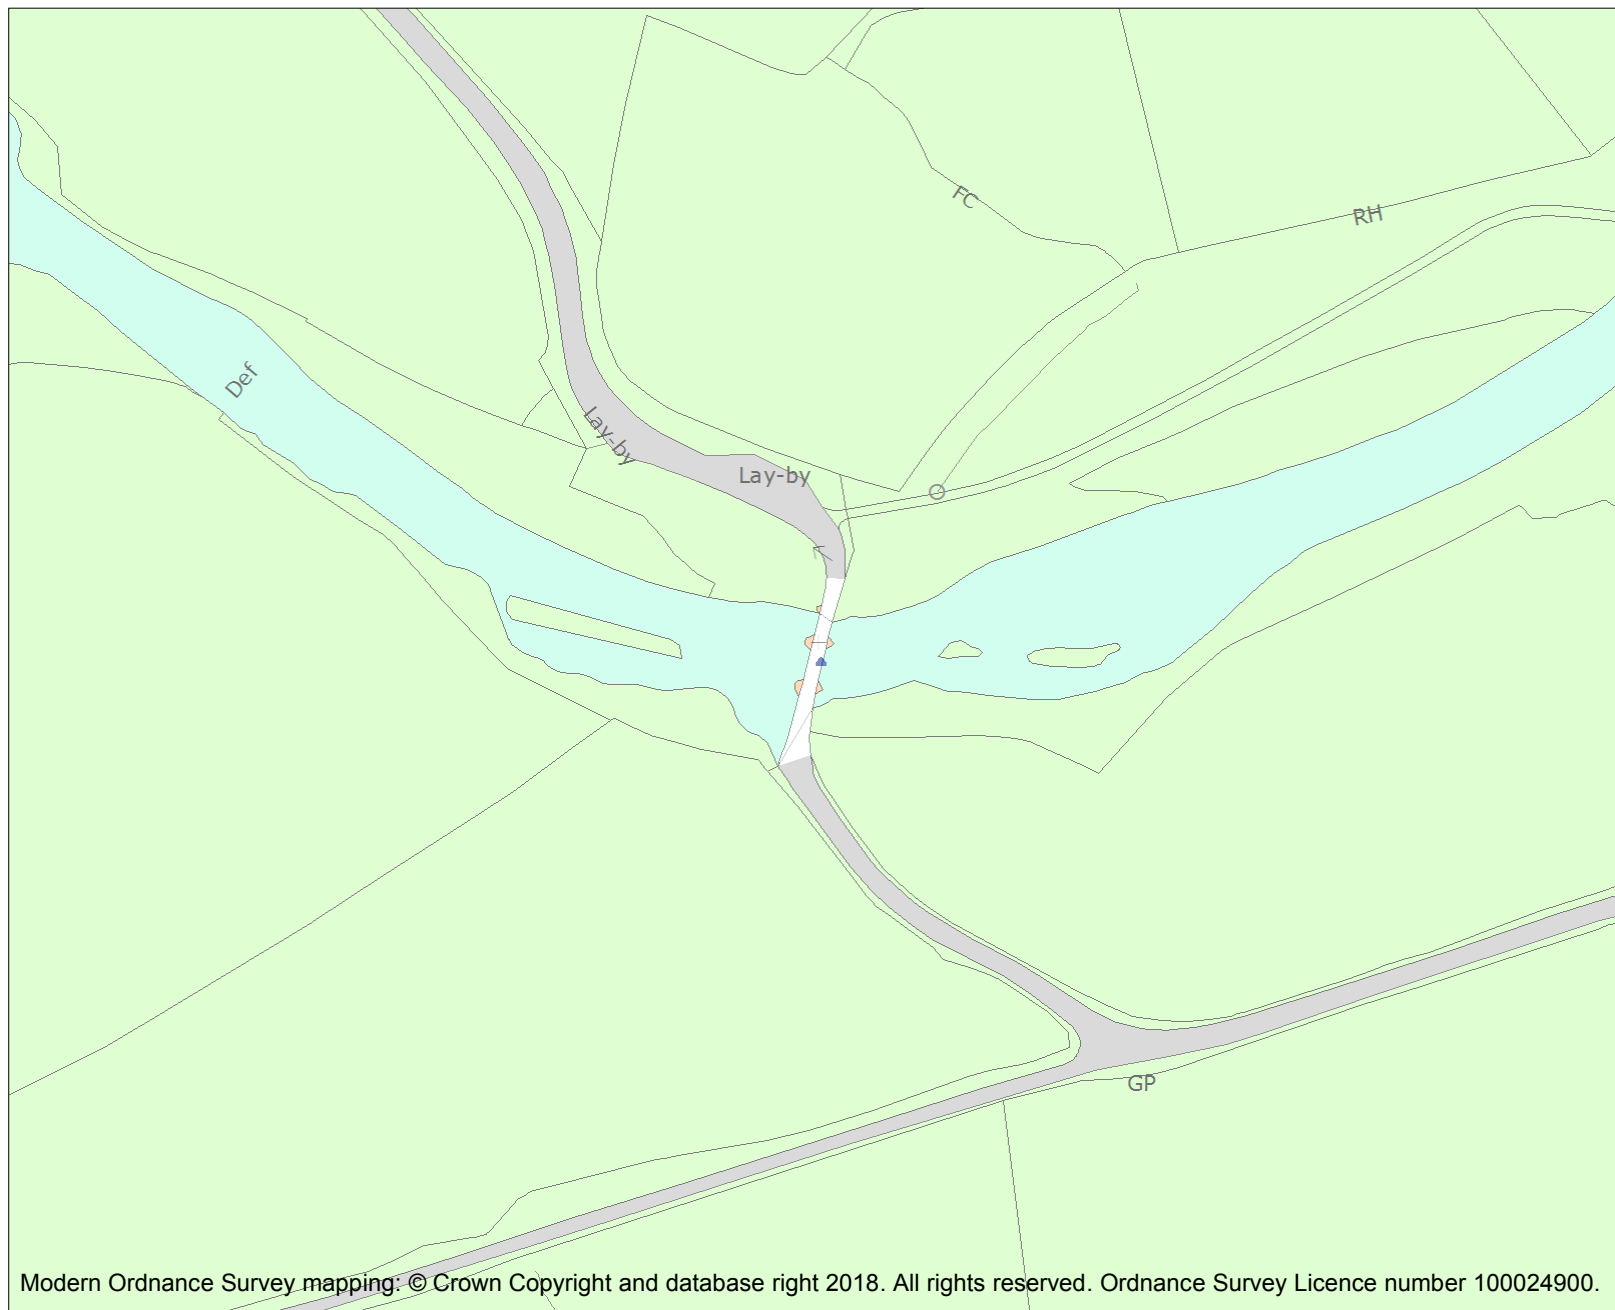 FC
RH
Def
Lay-by
Lay-by
GP
Modern Ordnance Survey mapping: © Crown Copyright and database right 2018. All rights reserved. Ordnance Survey Licence number 100024900.